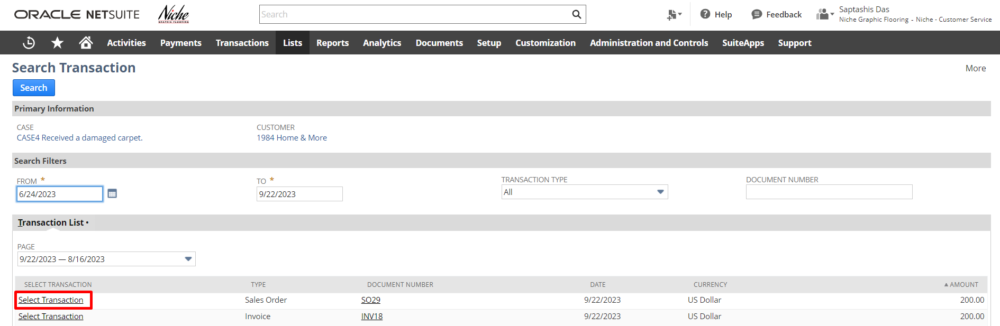 ORACLE NETSUITE
Niche
GRAPHIC FLOORING
Search
Help
Feedback
Saptashis Das
Niche Graphic Flooring - Niche - Customer Service
Activities Payments Transactions Lists Reports Analytics Documents Setup Customization Administration and Controls SuiteApps Support
Search Transaction
More
Search
Primary Information
CASE
CASE4 Received a damaged carpet.
CUSTOMER
1984 Home & More
Search Filters
FROM *
6/24/2023
TO *
9/22/2023
TRANSACTION TYPE
All
DOCUMENT NUMBER
Transaction List •
PAGE
9/22/2023 — 8/16/2023
SELECT TRANSACTION TYPE DOCUMENT NUMBER DATE CURRENCY ▲ AMOUNT
Select Transaction Sales Order SO29 9/22/2023 US Dollar 200.00
Select Transaction Invoice INV18 9/22/2023 US Dollar 200.00